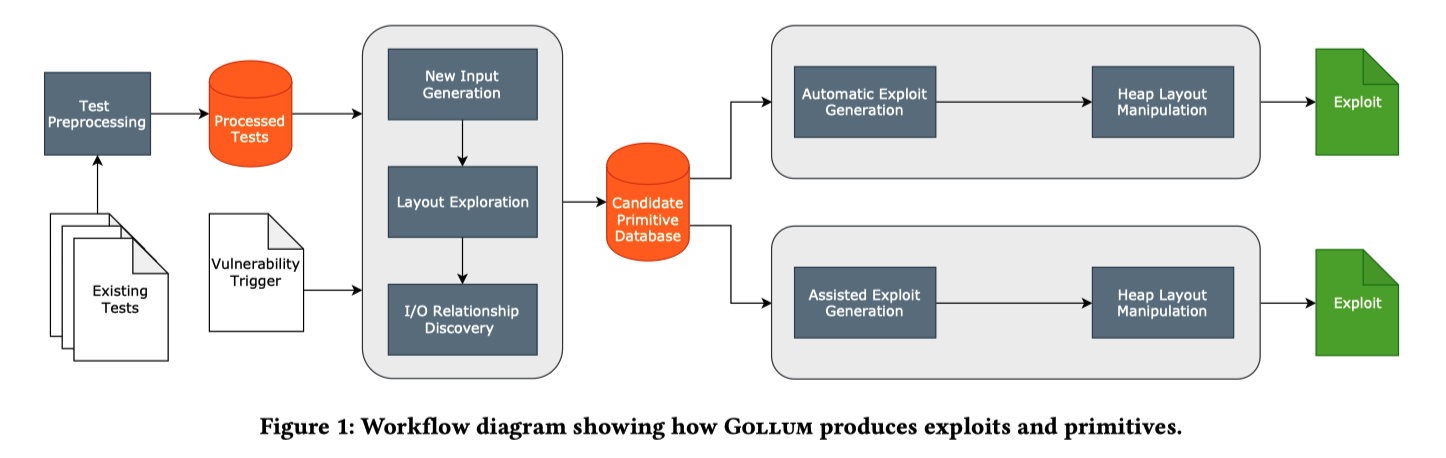 Test
Preprocessing
Processed
Tests
Existing
Tests
Vulnerability
Trigger
New Input
Generation
Layout Exploration
I/O Relationship
Discovery
Candidate
Primitive
Database
Automatic Exploit
Generation
Heap Layout
Manipulation
Exploit
Assisted Exploit
Generation
Heap Layout
Manipulation
Exploit
Figure 1: Workflow diagram showing how GOLLUM produces exploits and primitives.